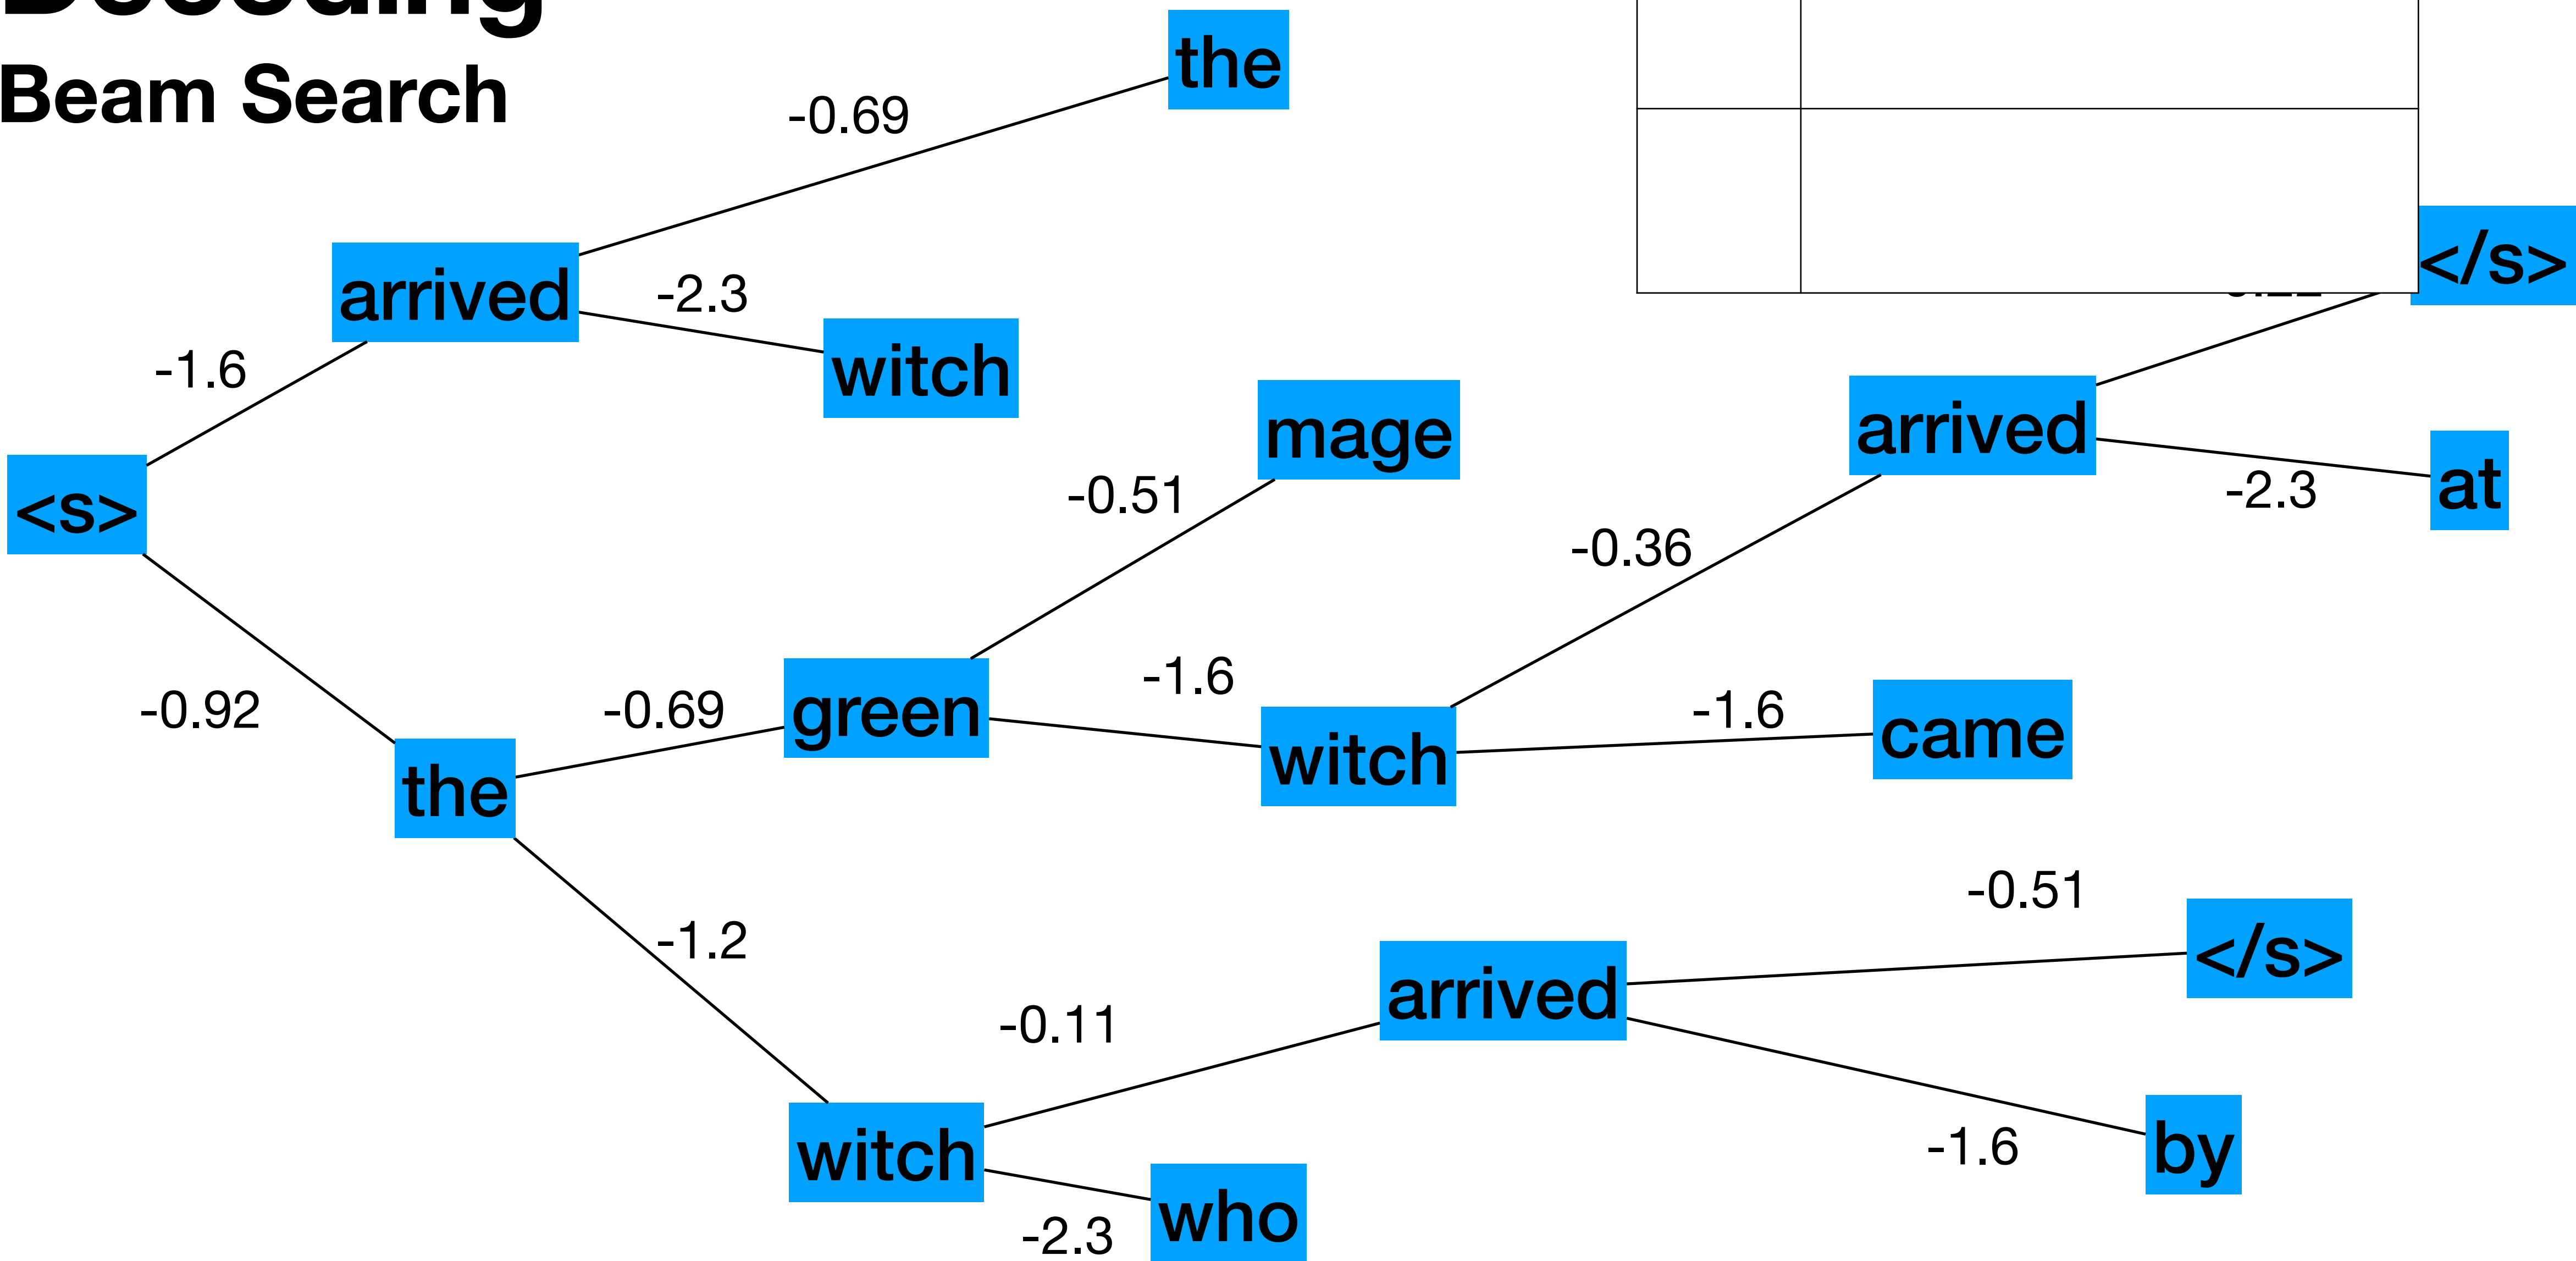 Beam Search
the
-0.69
arrived
-2.3
witch
-1.6
<s>
mage
-0.51
</s>
arrived
-2.3
at
-0.36
-0.92
the
-0.69
green
-1.6
witch
-1.6
came
-1.2
-0.51
</s>
-0.11
arrived
witch
-2.3
who
-1.6
by